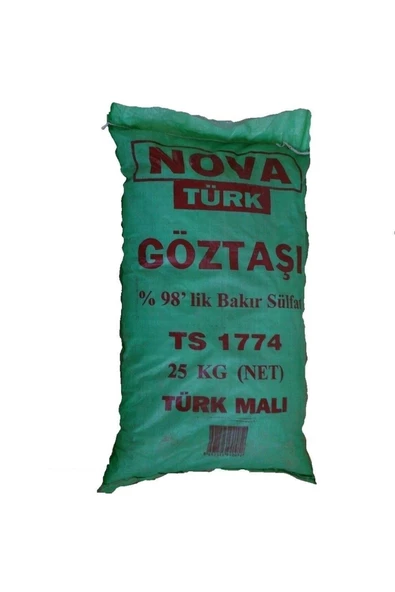 NOVA
TÜRK
GÖZTAŞI
% 98' lik Bakır Sülfat
TS 1774
25 KG (NET)
TÜRK MALI